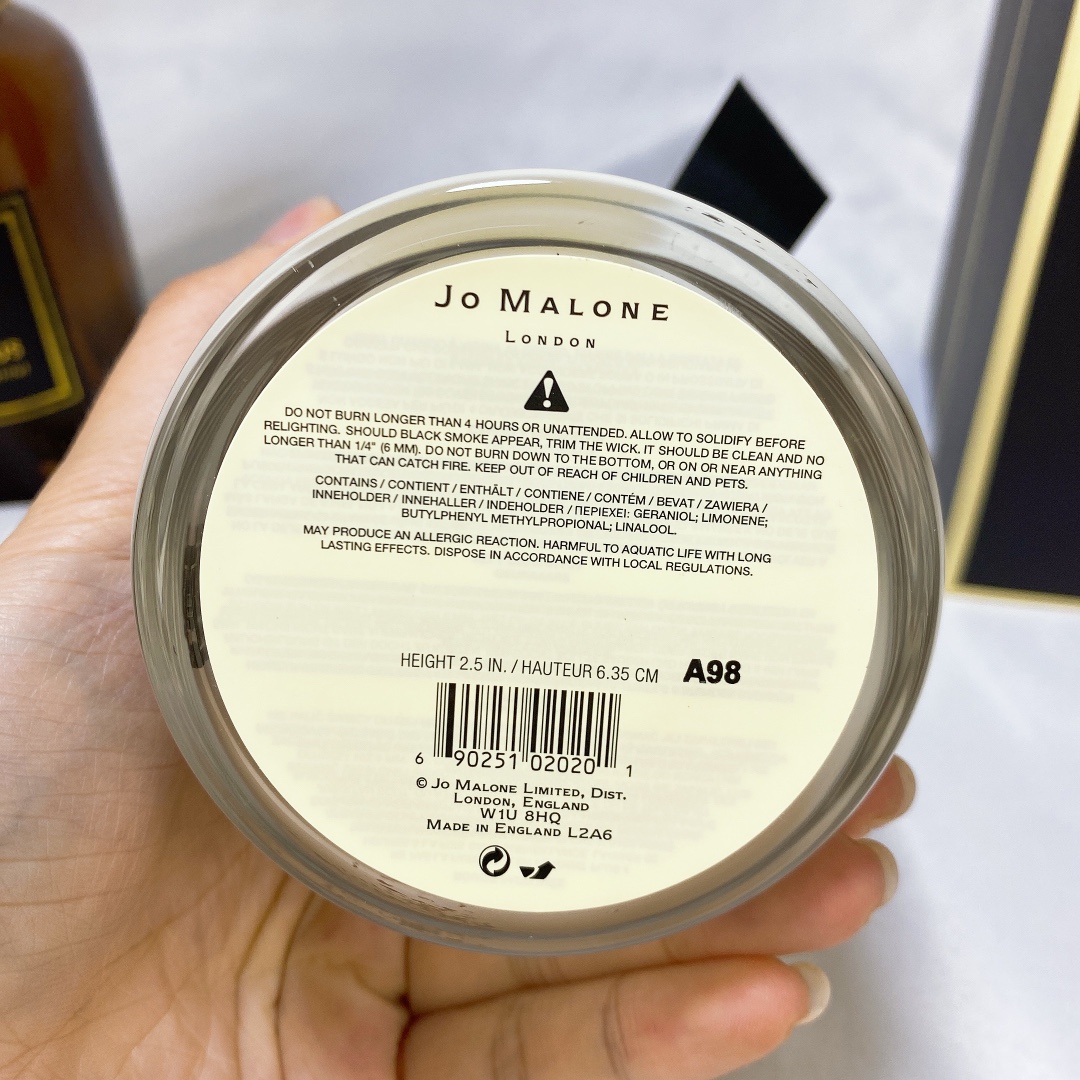 JO MALONE
LONDON
DO NOT BURN LONGER THAN 4 HOURS OR UNATTENDED. ALLOW TO SOLIDIFY BEFORE
RELIGHTING. SHOULD BLACK SMOKE APPEAR, TRIM THE WICK. IT SHOULD BE CLEAN AND NO
LONGER THAN 1/4" (6 MM). DO NOT BURN DOWN TO THE BOTTOM, OR ON OR NEAR ANYTHING
THAT CAN CATCH FIRE. KEEP OUT OF REACH OF CHILDREN AND PETS.
CONTAINS / CONTIENT / ENTHÄLT / CONTIENE / CONTÉM / BEVAT / ZAWIERA /
INNEHOLDER / INNEHALLER / INDEHOLDER / ΠΕΡΙΕΧΕΙ: GERANIOL; LIMONENE;
BUTYLPHENYL METHYLPROPIONAL; LINALOOL.
MAY PRODUCE AN ALLERGIC REACTION. HARMFUL TO AQUATIC LIFE WITH LONG
LASTING EFFECTS. DISPOSE IN ACCORDANCE WITH LOCAL REGULATIONS.
HEIGHT 2.5 IN. / HAUTEUR 6.35 CM A98
6 90251 02020 1
© JO MALONE LIMITED, DIST.
LONDON, ENGLAND
W1U 8HQ
MADE IN ENGLAND L2A6